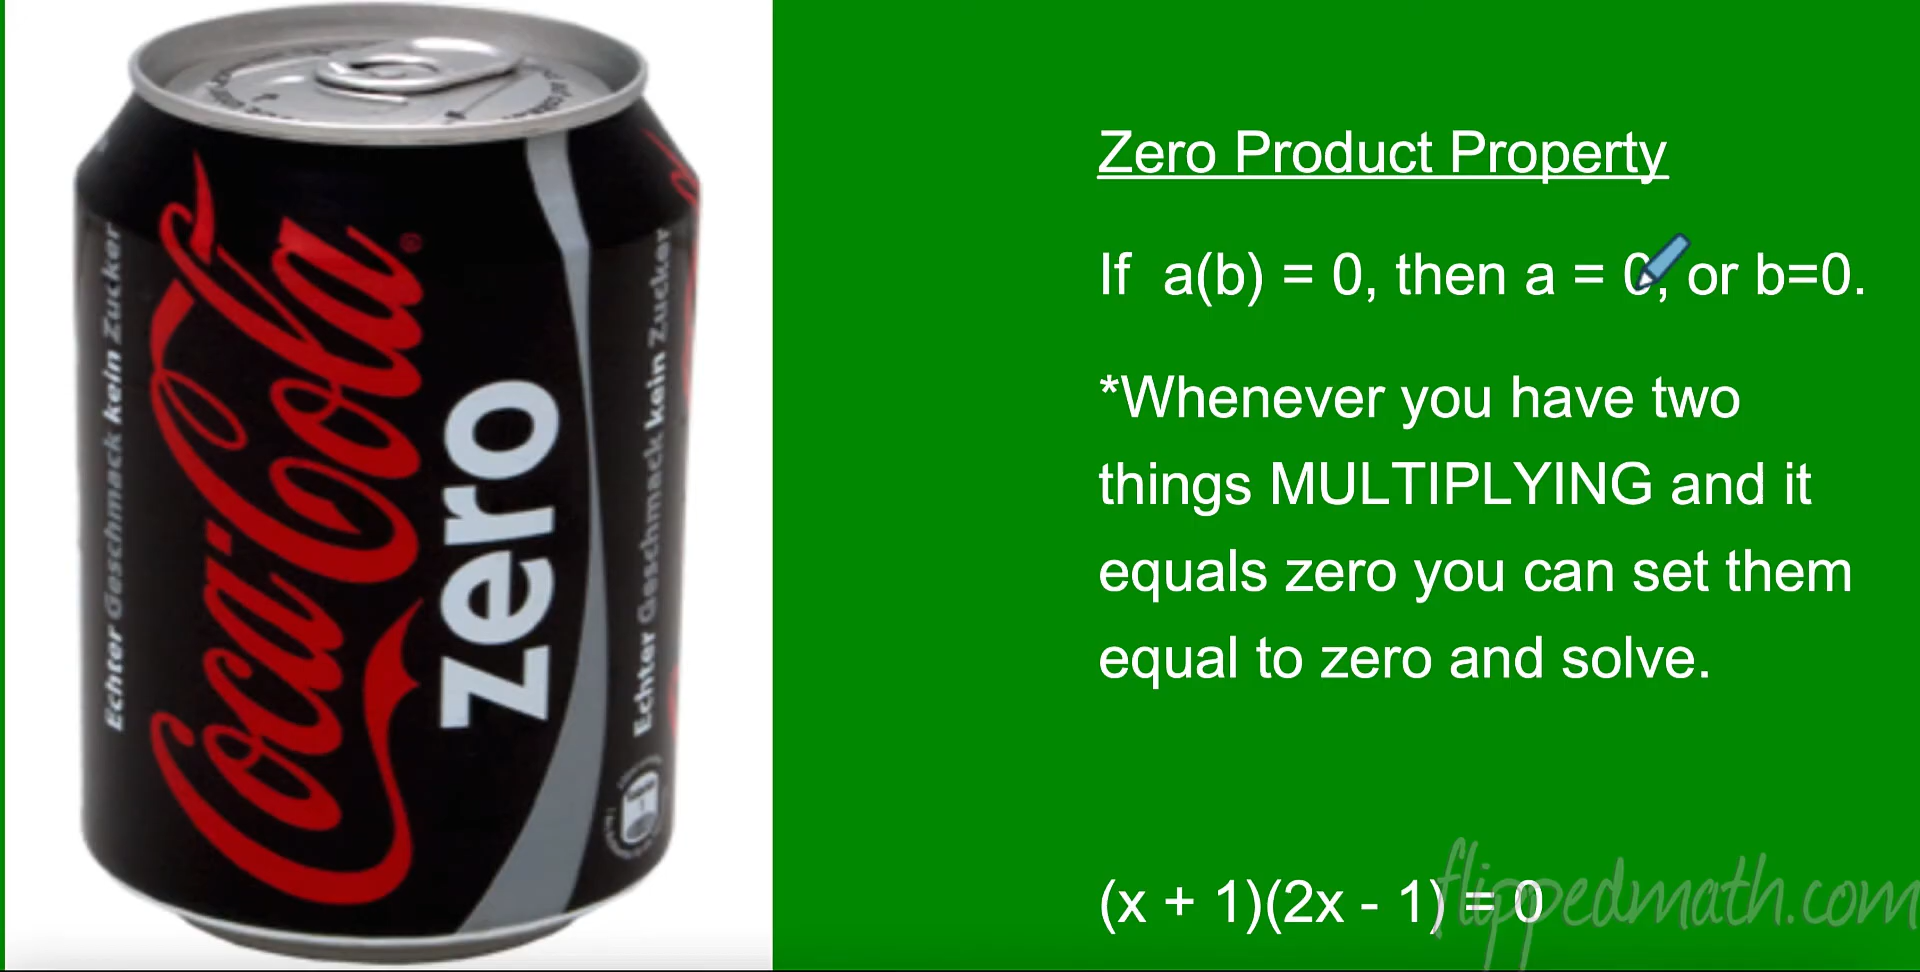 Coca-Cola
zero
Echter Geschmack kein Zucker
Echter Geschmack kein Zucker
Zero Product Property
If a(b) = 0, then a = 0, or b=0.
*Whenever you have two
things MULTIPLYING and it
equals zero you can set them
equal to zero and solve.
(x + 1)(2x - 1) = 0
flippedmath.com